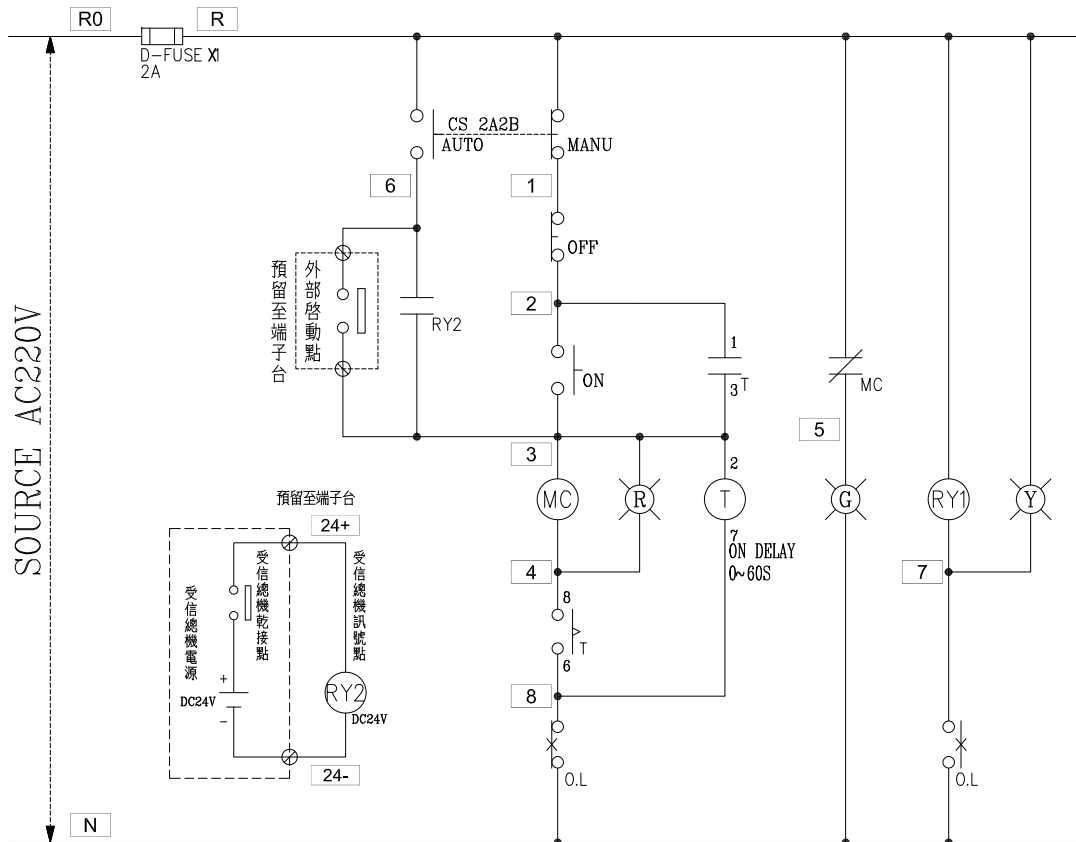 R0
R
D-FUSE X1
2A
CS 2A2B
AUTO
MANU
6
1
OFF
預留至端子台
外部啓動點
RY2
2
ON
1
3
T
MC
5
SOURCE AC220V
3
2
MC
R
T
G
RY1
Y
7
ON DELAY
0~60S
4
7
8
T
6
8
O.L
O.L
預留至端子台
24+
受信總機電源
受信總機乾接點
受信總機訊號點
+
DC24V
-
RY2
DC24V
24-
N